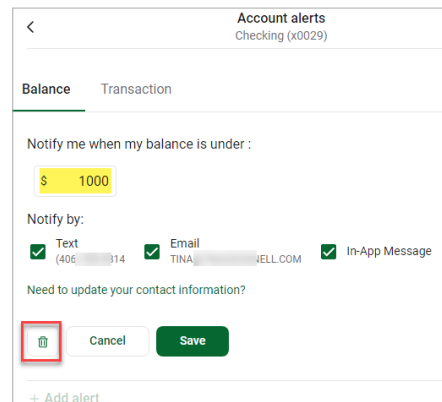 Account alerts
Checking (x0029)
Balance Transaction
Notify me when my balance is under :
$ 1000
Notify by:
Text Email In-App Message
(406 314 TINA NELL.COM
Need to update your contact information?
Cancel Save
+ Add alert